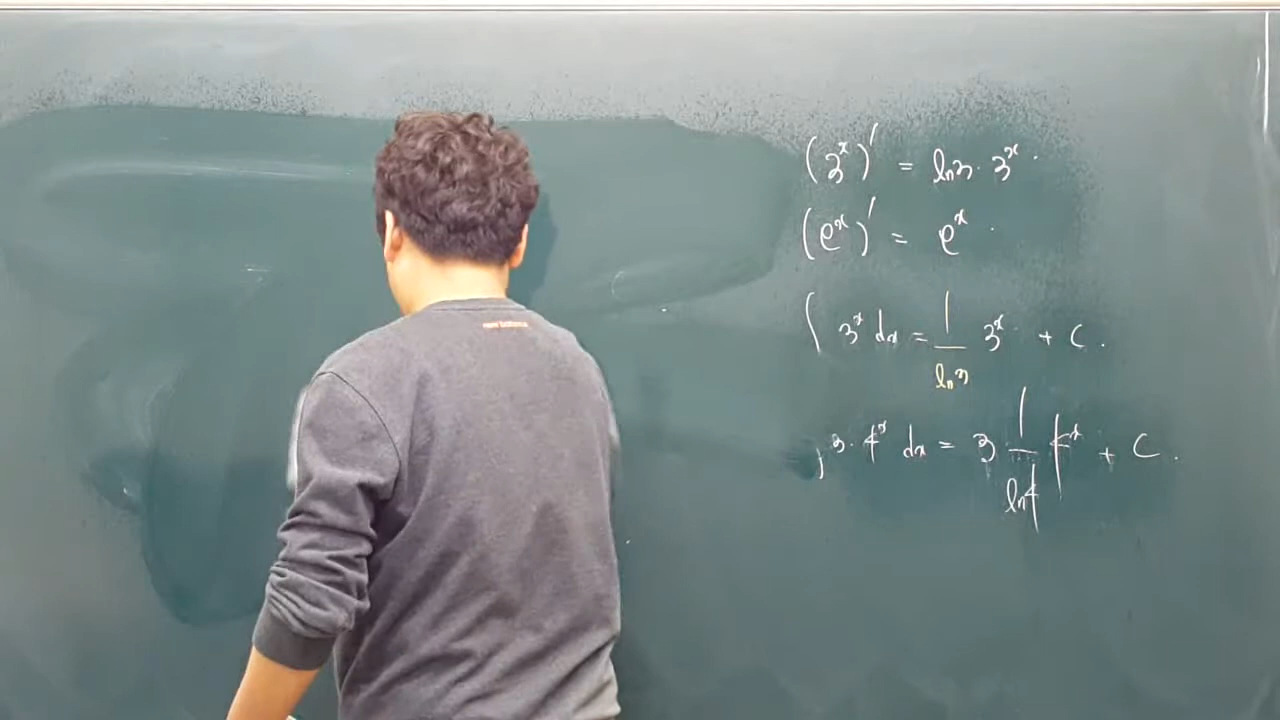 (3^x)' = ln3 · 3^x .
(e^x)' = e^x .
∫ 3^x dx = 1/ln3 3^x + C .
∫ 3 · 4^x dx = 3 1/ln4 4^x + C .